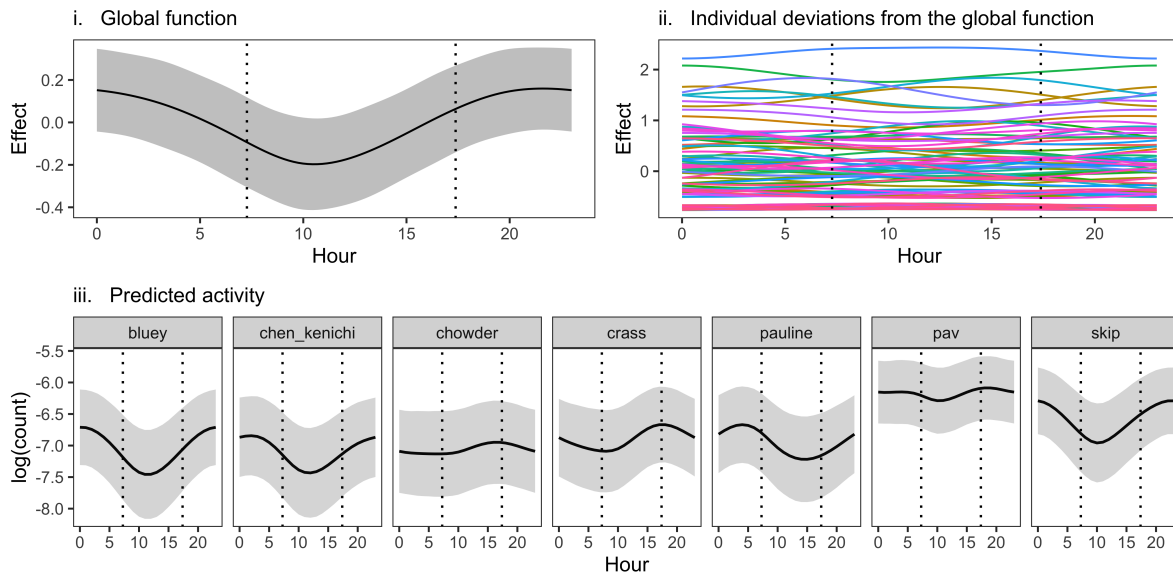 i. Global function
ii. Individual deviations from the global function
Effect
0.2
0.0
-0.2
-0.4
0 5 10 15 20
Hour
Effect
2
1
0
0 5 10 15 20
Hour
iii. Predicted activity
bluey chen_kenichi chowder crass pauline pav skip
log(count)
-5.5
-6.0
-6.5
-7.0
-7.5
-8.0
0 5 10 15 20 0 5 10 15 20 0 5 10 15 20 0 5 10 15 20 0 5 10 15 20 0 5 10 15 20 0 5 10 15 20
Hour